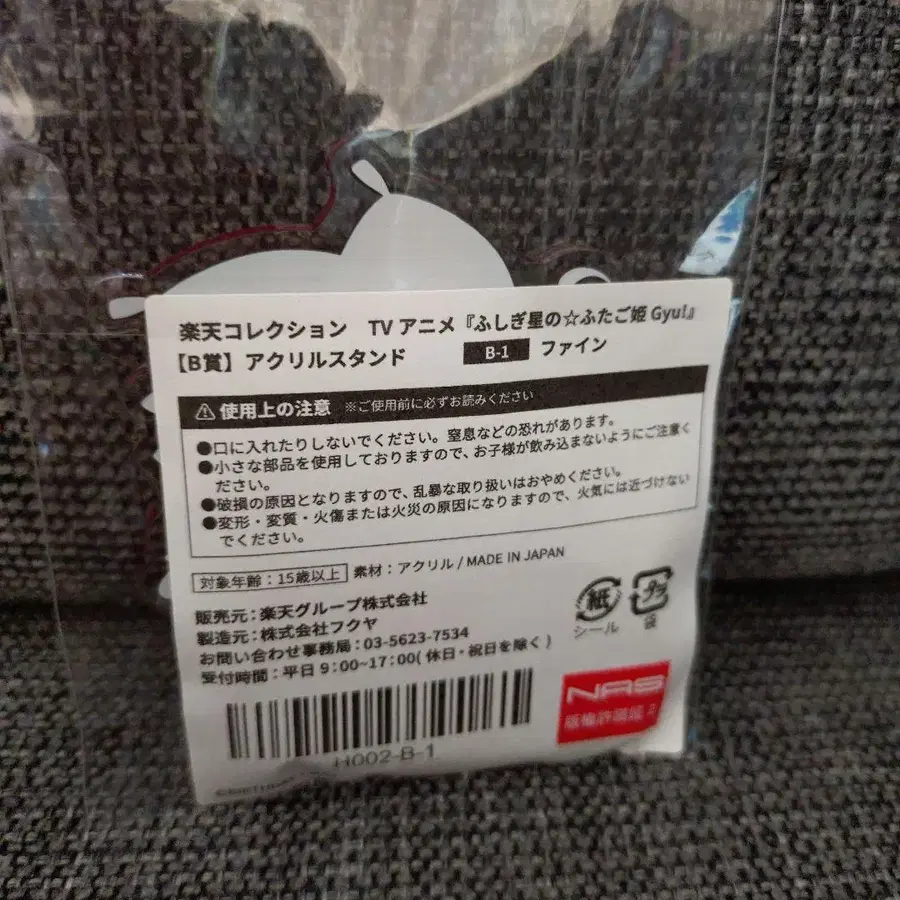 楽天コレクション TVアニメ『ふしぎ星の☆ふたご姫 Gyu!』
【B賞】アクリルスタンド B-1 ファイン
⚠使用上の注意 ※ご使用前に必ずお読みください
●口に入れたりしないでください。窒息などの恐れがあります。
●小さな部品を使用しておりますので、お子様が飲み込まないようにご注意く
ださい。
●破損の原因となりますので、乱暴な取り扱いはおやめください。
●変形・変質・火傷または火災の原因になりますので、火気には近づけない
でください。
対象年齢：15歳以上 素材：アクリル / MADE IN JAPAN
販売元：楽天グループ株式会社
製造元：株式会社フクヤ
お問い合わせ事務局：03-5623-7534
受付時間：平日 9:00~17:00( 休日・祝日を除く )
紙
シール
プラ
袋
NAS
版権許諾証
H002-B-1